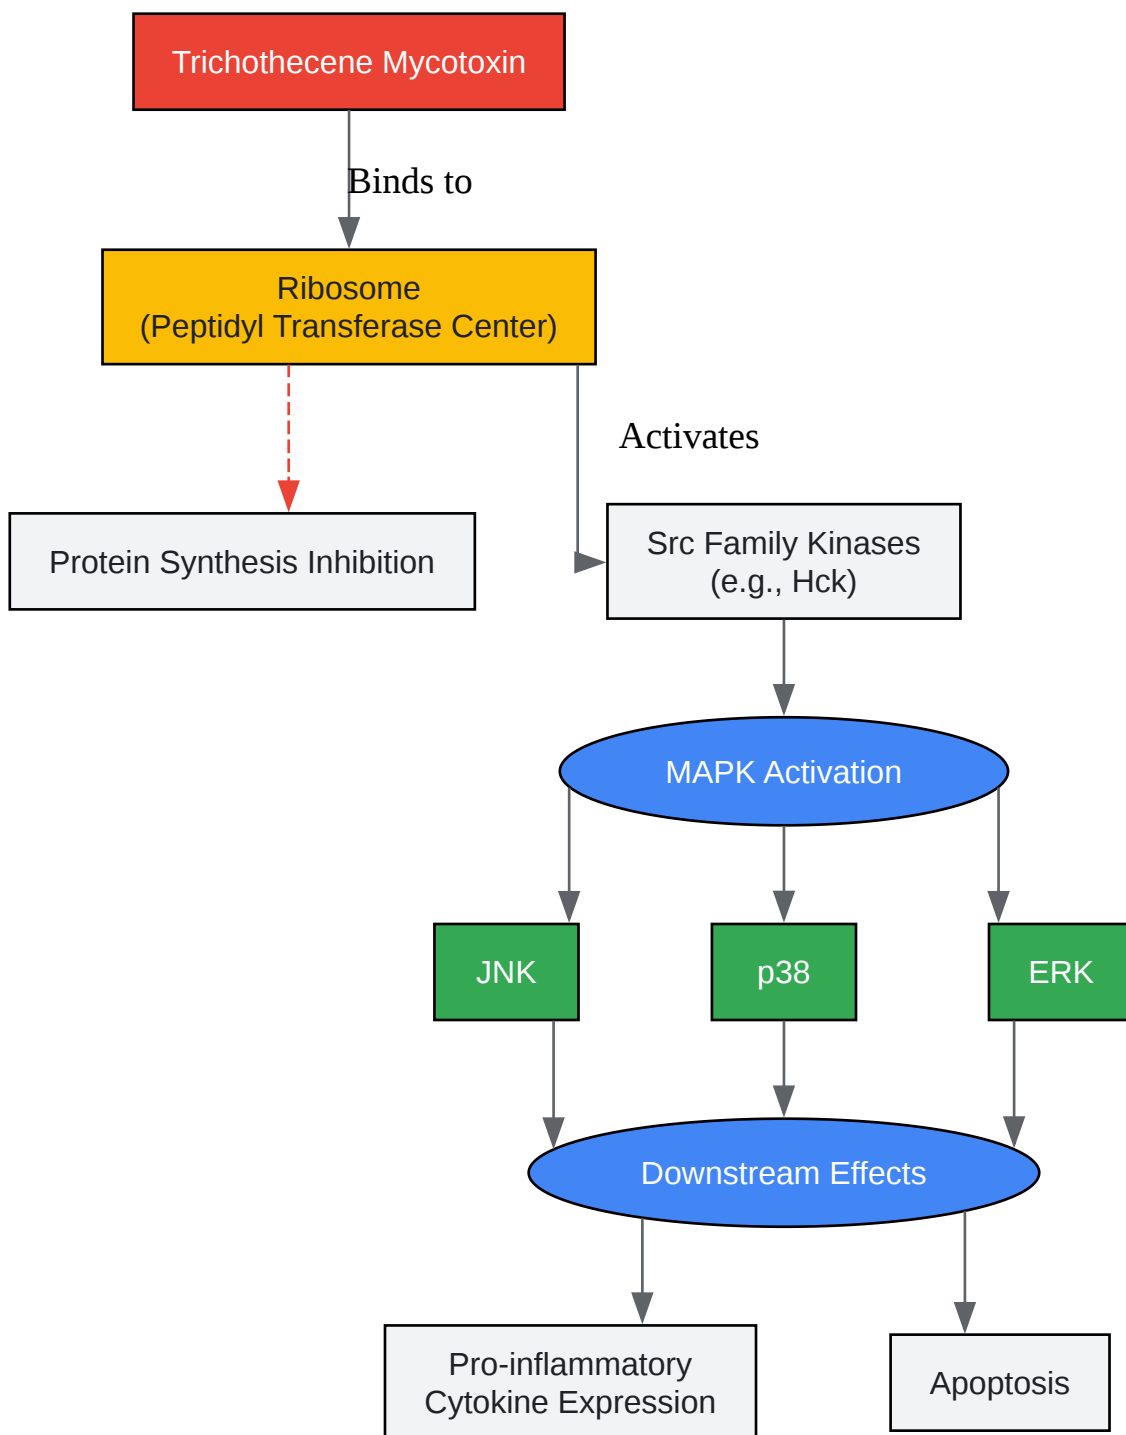 Trichothecene Mycotoxin
Binds to
Ribosome
(Peptidyl Transferase Center)
Activates
Protein Synthesis Inhibition
Src Family Kinases
(e.g., Hck)
MAPK Activation
JNK
p38
ERK
Downstream Effects
Pro-inflammatory
Cytokine Expression
Apoptosis